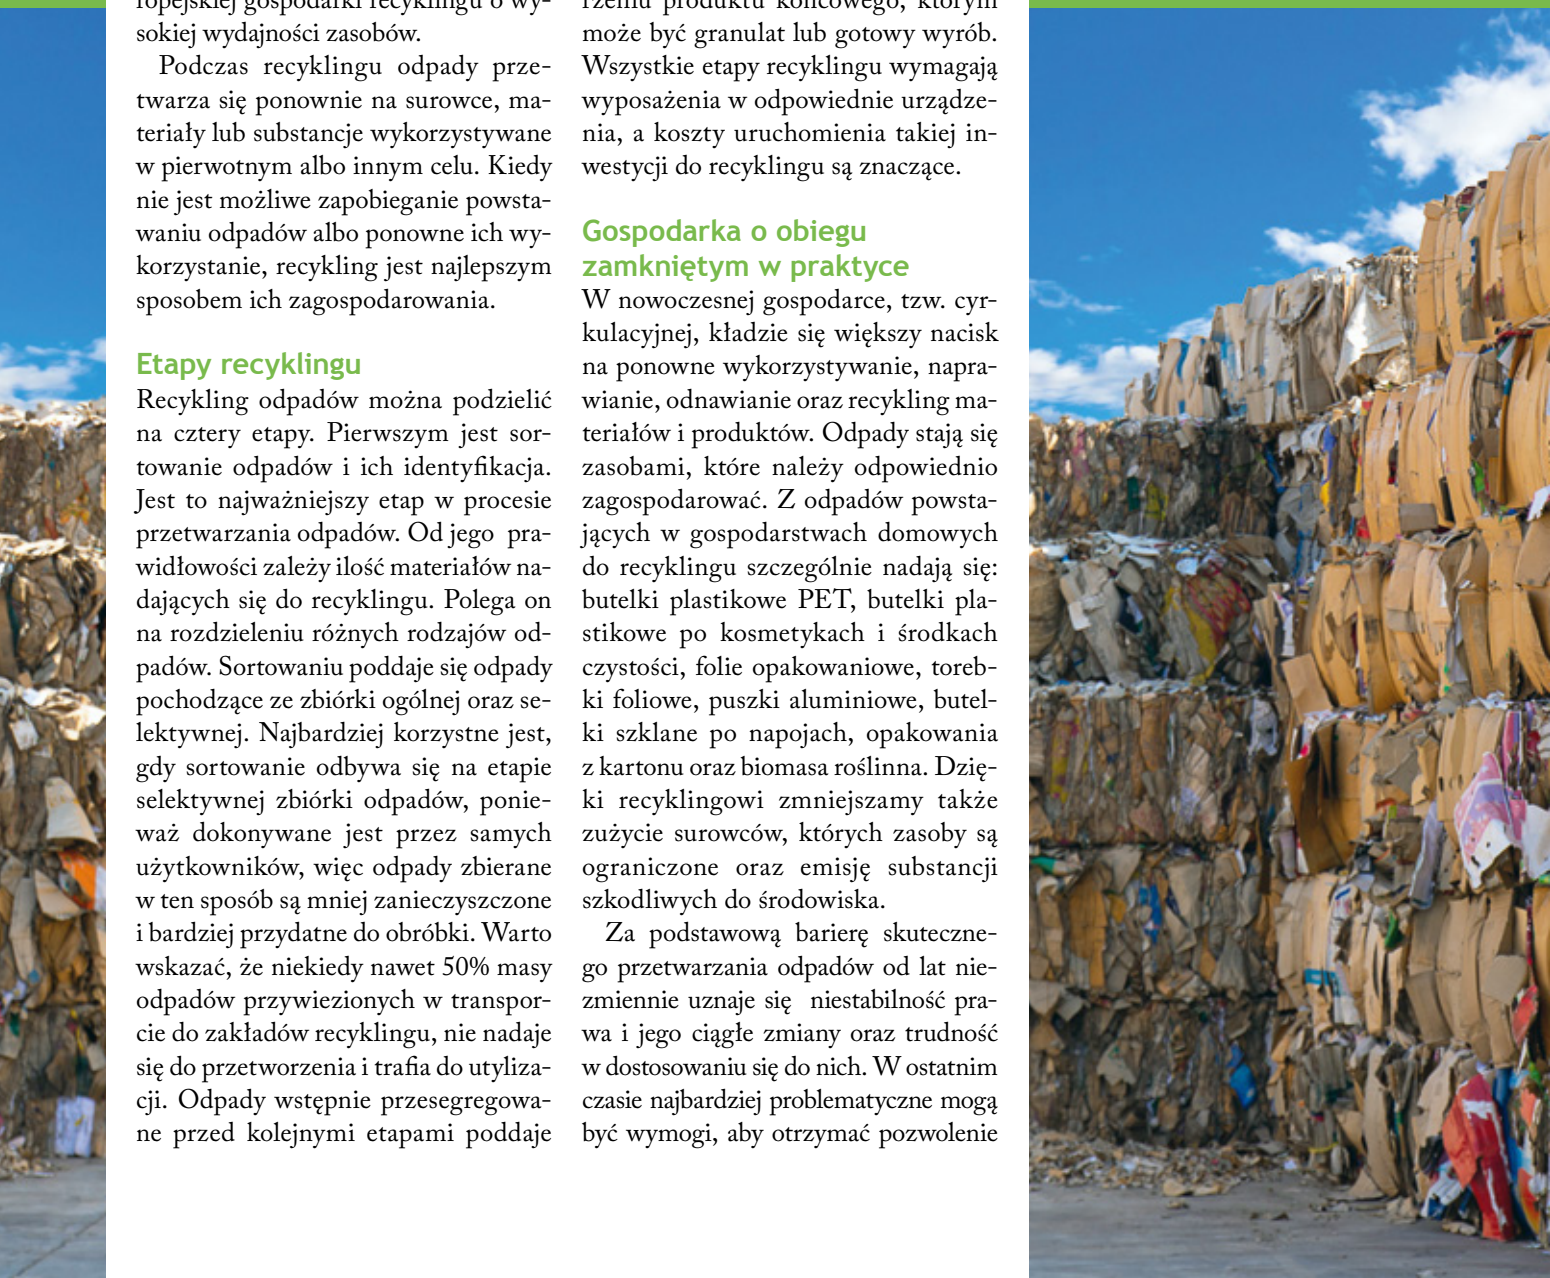 ropejskiej gospodarki recyklingu o wy-
sokiej wydajności zasobów.
Podczas recyklingu odpady prze-
twarza się ponownie na surowce, ma-
teriały lub substancje wykorzystywane
w pierwotnym albo innym celu. Kiedy
nie jest możliwe zapobieganie powsta-
waniu odpadów albo ponowne ich wy-
korzystanie, recykling jest najlepszym
sposobem ich zagospodarowania.
Etapy recyklingu
Recykling odpadów można podzielić
na cztery etapy. Pierwszym jest sor-
towanie odpadów i ich identyfikacja.
Jest to najważniejszy etap w procesie
przetwarzania odpadów. Od jego pra-
widłowości zależy ilość materiałów na-
dających się do recyklingu. Polega on
na rozdzieleniu różnych rodzajów od-
padów. Sortowaniu poddaje się odpady
pochodzące ze zbiórki ogólnej oraz se-
lektywnej. Najbardziej korzystne jest,
gdy sortowanie odbywa się na etapie
selektywnej zbiórki odpadów, ponie-
waż dokonywane jest przez samych
użytkowników, więc odpady zbierane
w ten sposób są mniej zanieczyszczone
i bardziej przydatne do obróbki. Warto
wskazać, że niekiedy nawet 50% masy
odpadów przywiezionych w transpor-
cie do zakładów recyklingu, nie nadaje
się do przetworzenia i trafia do utyliza-
cji. Odpady wstępnie przesegregowa-
ne przed kolejnymi etapami poddaje
rzeniu produktu końcowego, którym
może być granulat lub gotowy wyrób.
Wszystkie etapy recyklingu wymagają
wyposażenia w odpowiednie urządze-
nia, a koszty uruchomienia takiej in-
westycji do recyklingu są znaczące.
Gospodarka o obiegu
zamkniętym w praktyce
W nowoczesnej gospodarce, tzw. cyr-
kulacyjnej, kładzie się większy nacisk
na ponowne wykorzystywanie, napra-
wianie, odnawianie oraz recykling ma-
teriałów i produktów. Odpady stają się
zasobami, które należy odpowiednio
zagospodarować. Z odpadów powsta-
jących w gospodarstwach domowych
do recyklingu szczególnie nadają się:
butelki plastikowe PET, butelki pla-
stikowe po kosmetykach i środkach
czystości, folie opakowaniowe, toreb-
ki foliowe, puszki aluminiowe, butel-
ki szklane po napojach, opakowania
z kartonu oraz biomasa roślinna. Dzię-
ki recyklingowi zmniejszamy także
zużycie surowców, których zasoby są
ograniczone oraz emisję substancji
szkodliwych do środowiska.
Za podstawową barierę skuteczne-
go przetwarzania odpadów od lat nie-
zmiennie uznaje się niestabilność pra-
wa i jego ciągłe zmiany oraz trudność
w dostosowaniu się do nich. W ostatnim
czasie najbardziej problematyczne mogą
być wymogi, aby otrzymać pozwolenie